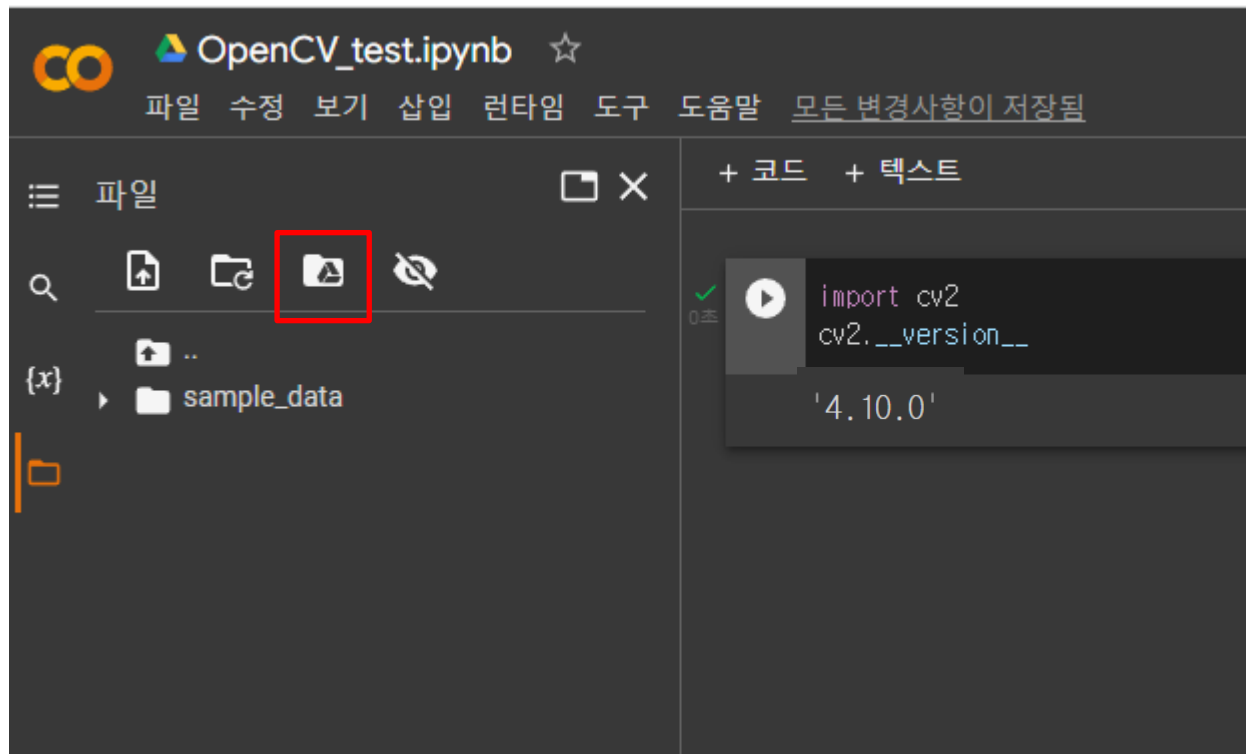 OpenCV_test.ipynb
파일 수정 보기 삽입 런타임 도구 도움말 모든 변경사항이 저장됨
파일
+ 코드 + 텍스트
..
sample_data
{x}
0초
import cv2
cv2.__version__
'4.10.0'